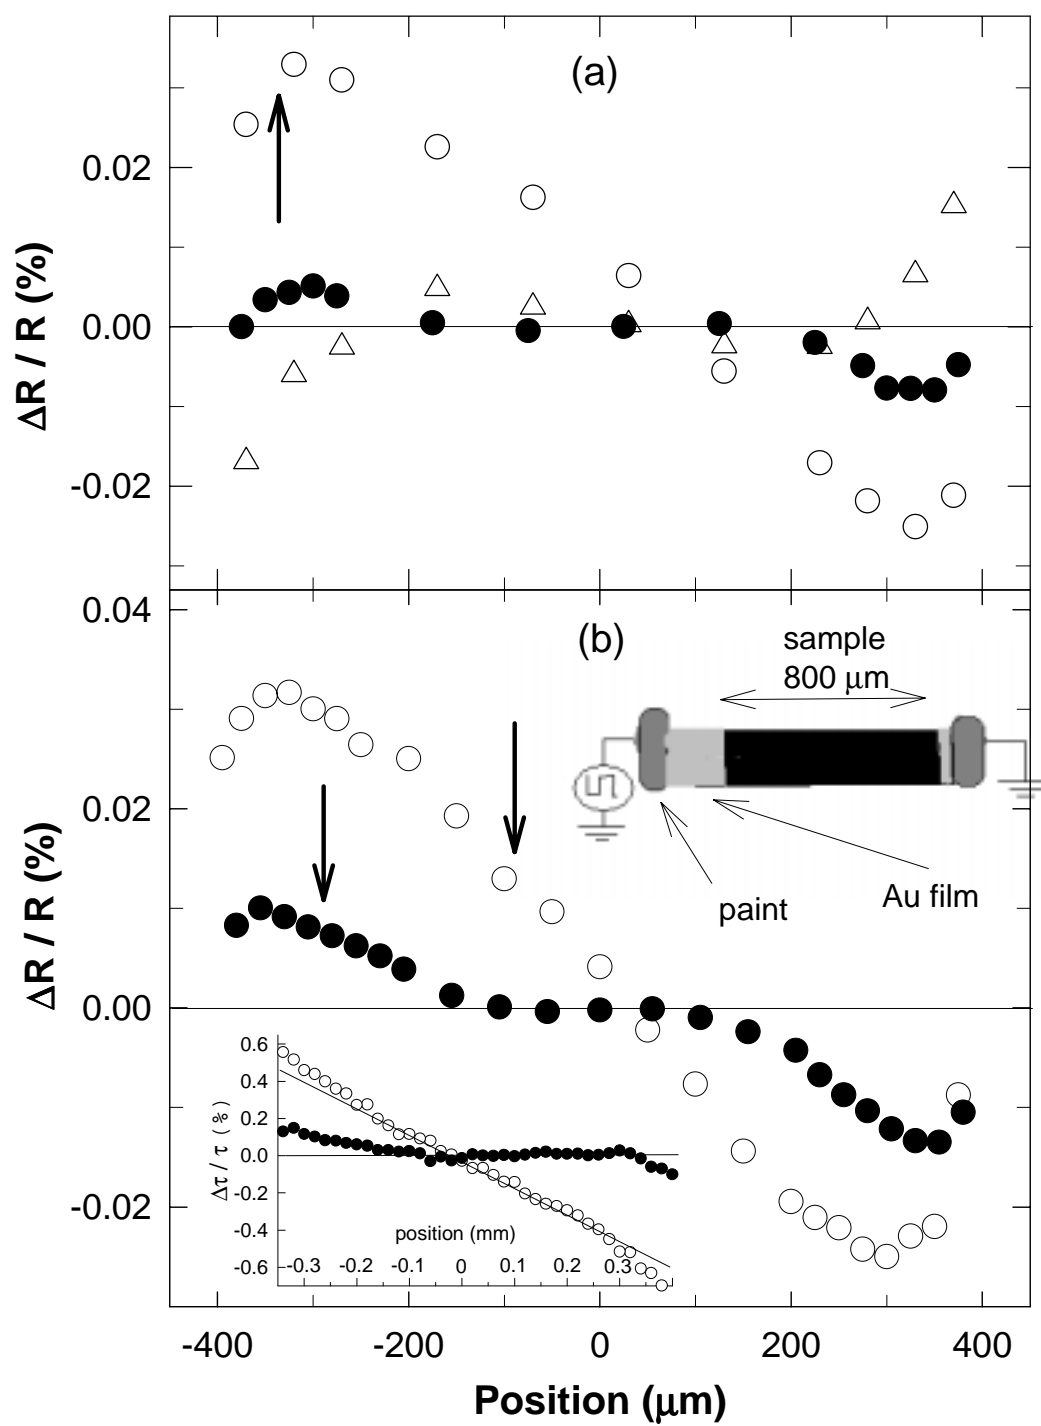 (a)
0.02
0.00
-0.02
ΔR / R (%)
(b)
0.04
0.02
0.00
-0.02
ΔR / R (%)
sample
800 μm
paint
Au film
0.6
0.4
0.2
0.0
-0.2
-0.4
-0.6
Δτ / τ (%)
position (mm)
-0.3 -0.2 -0.1 0 0.1 0.2 0.3
-400 -200 0 200 400
Position (μm)